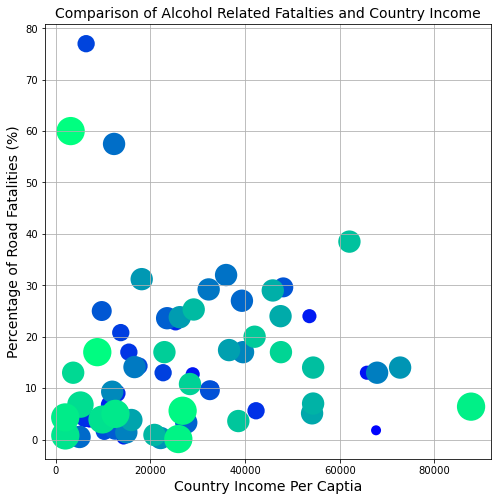 Comparison of Alcohol Related Fatalties and Country Income
80
70
60
50
40
30
20
10
0
Percentage of Road Fatalities (%)
0 20000 40000 60000 80000
Country Income Per Captia